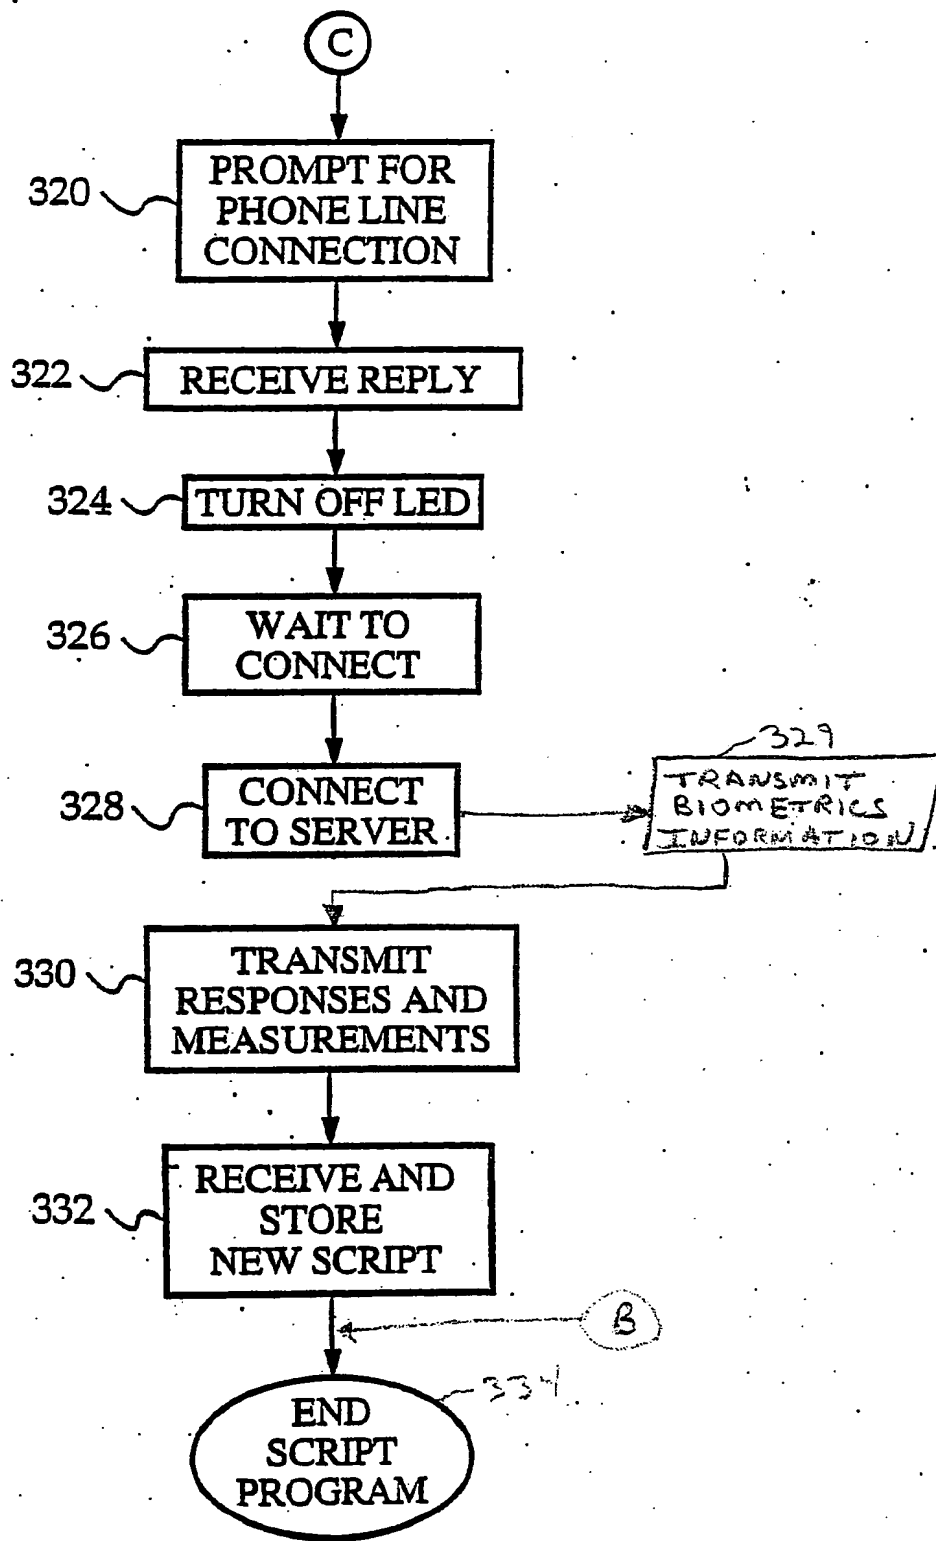 C
320
PROMPT FOR
PHONE LINE
CONNECTION
322
RECEIVE REPLY
324
TURN OFF LED
326
WAIT TO
CONNECT
328
CONNECT
TO SERVER
329
TRANSMIT
BIOMETRICS
INFORMATION
330
TRANSMIT
RESPONSES AND
MEASUREMENTS
332
RECEIVE AND
STORE
NEW SCRIPT
B
334
END
SCRIPT
PROGRAM